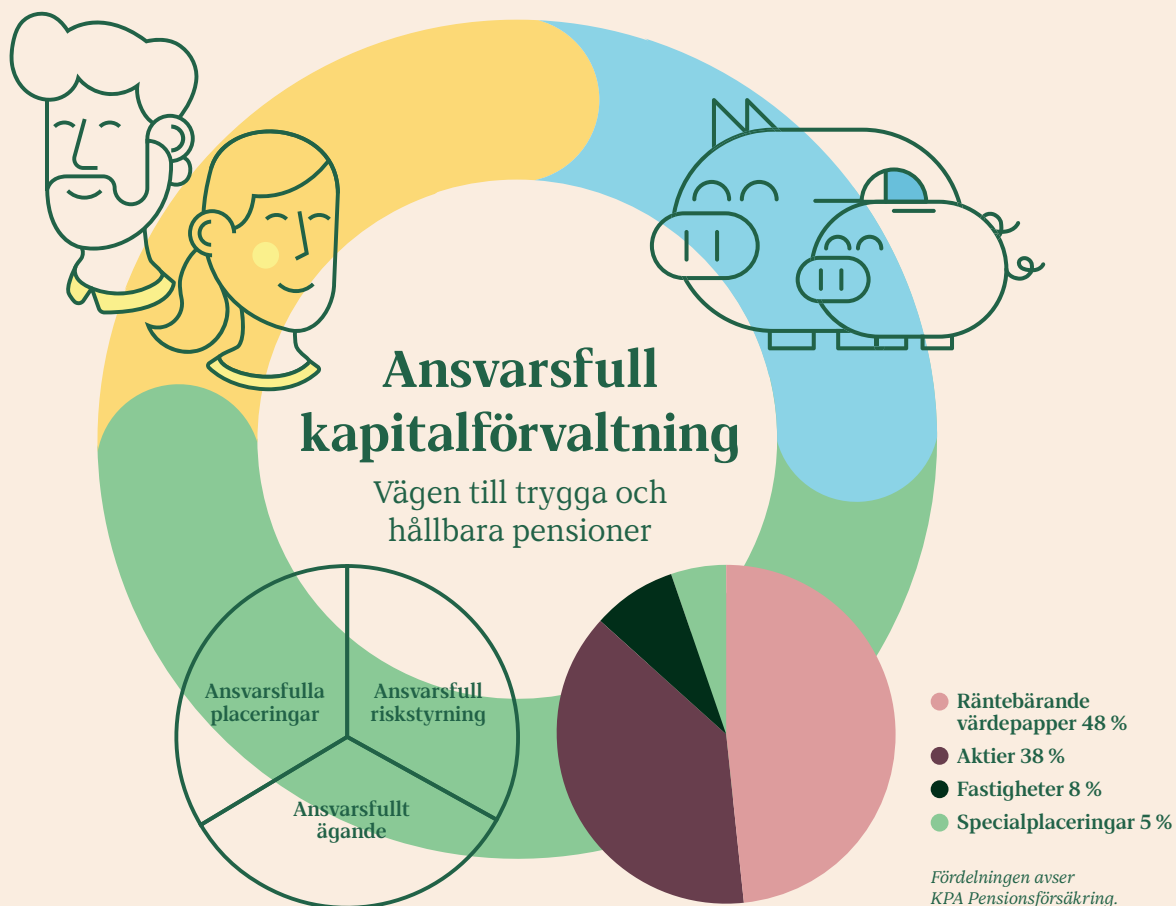 Ansvarsfull
kapitalförvaltning
Vägen till trygga och
hållbara pensioner
Ansvarsfulla
placeringar
Ansvarsfull
riskstyrning
Ansvarsfullt
ägande
Räntebärande
värdepapper 48 %
Aktier 38 %
Fastigheter 8 %
Specialplaceringar 5 %
Fördelningen avser
KPA Pensionsförsäkring.